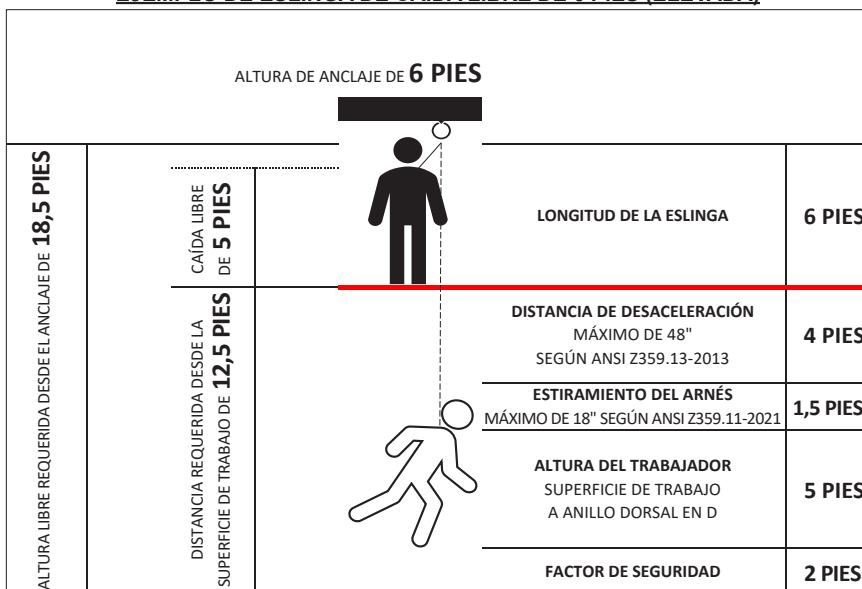 ALTURA DE ANCLAJE DE 6 PIES
ALTURA LIBRE REQUERIDA DESDE EL ANCLAJE DE 18,5 PIES
CAÍDA LIBRE
DE 5 PIES
DISTANCIA REQUERIDA DESDE LA
SUPERFICIE DE TRABAJO DE 12,5 PIES
LONGITUD DE LA ESLINGA
6 PIES
DISTANCIA DE DESACELERACIÓN
MÁXIMO DE 48"
SEGÚN ANSI Z359.13-2013
4 PIES
ESTIRAMIENTO DEL ARNÉS
MÁXIMO DE 18" SEGÚN ANSI Z359.11-2021
1,5 PIES
ALTURA DEL TRABAJADOR
SUPERFICIE DE TRABAJO
A ANILLO DORSAL EN D
5 PIES
FACTOR DE SEGURIDAD
2 PIES